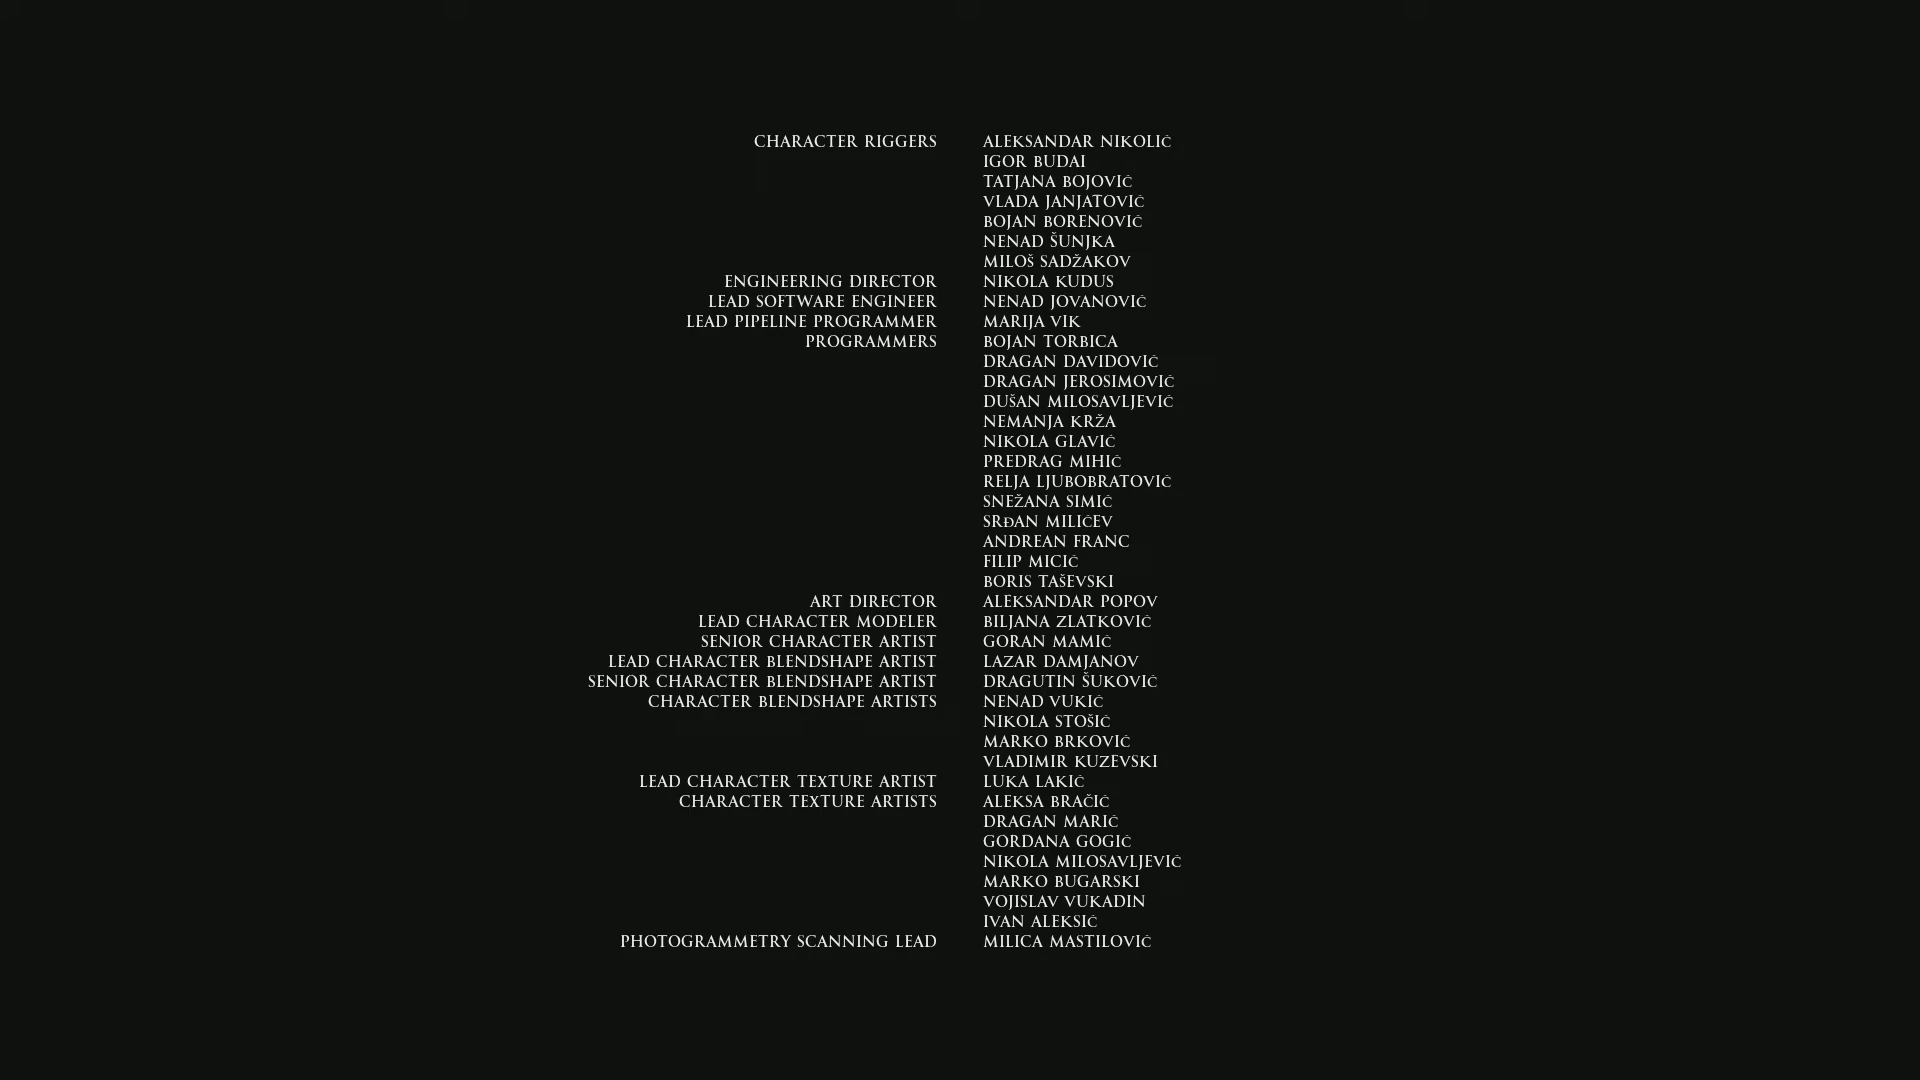 CHARACTER RIGGERS ALEKSANDAR NIKOLIĆ
IGOR BUDAI
TATJANA BOJOVIĆ
VLADA JANJATOVIĆ
BOJAN BORENOVIĆ
NENAD ŠUNJKA
MILOŠ SADŽAKOV
ENGINEERING DIRECTOR NIKOLA KUDUS
LEAD SOFTWARE ENGINEER NENAD JOVANOVIĆ
LEAD PIPELINE PROGRAMMER MARIJA VIK
PROGRAMMERS BOJAN TORBICA
DRAGAN DAVIDOVIĆ
DRAGAN JEROSIMOVIĆ
DUŠAN MILOSAVLJEVIĆ
NEMANJA KRŽA
NIKOLA GLAVIĆ
PREDRAG MIHIĆ
RELJA LJUBOBRATOVIĆ
SNEŽANA SIMIĆ
SRĐAN MILIĆEV
ANDREAN FRANC
FILIP MICIĆ
BORIS TAŠEVSKI
ART DIRECTOR ALEKSANDAR POPOV
LEAD CHARACTER MODELER BILJANA ZLATKOVIĆ
SENIOR CHARACTER ARTIST GORAN MAMIĆ
LEAD CHARACTER BLENDSHAPE ARTIST LAZAR DAMJANOV
SENIOR CHARACTER BLENDSHAPE ARTIST DRAGUTIN ŠUKOVIĆ
CHARACTER BLENDSHAPE ARTISTS NENAD VUKIĆ
NIKOLA STOŠIĆ
MARKO BRKOVIĆ
VLADIMIR KUZEVSKI
LEAD CHARACTER TEXTURE ARTIST LUKA LAKIĆ
CHARACTER TEXTURE ARTISTS ALEKSA BRAČIĆ
DRAGAN MARIĆ
GORDANA GOGIĆ
NIKOLA MILOSAVLJEVIĆ
MARKO BUGARSKI
VOJISLAV VUKADIN
IVAN ALEKSIĆ
PHOTOGRAMMETRY SCANNING LEAD MILICA MASTILOVIĆ